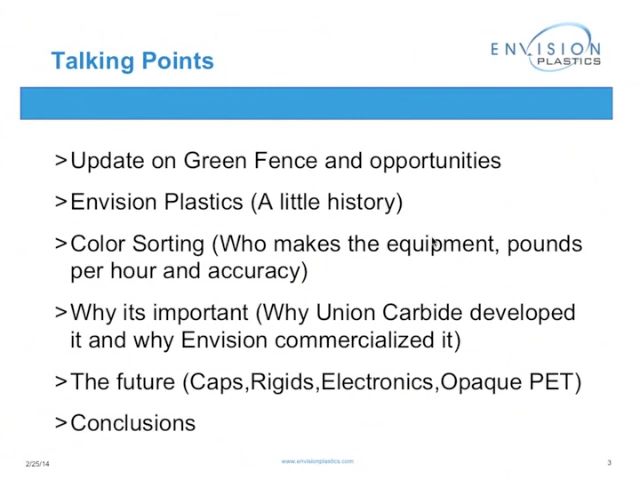 Talking Points
ENVISION
PLASTICS
>Update on Green Fence and opportunities
>Envision Plastics (A little history)
>Color Sorting (Who makes the equipment, pounds
per hour and accuracy)
>Why its important (Why Union Carbide developed
it and why Envision commercialized it)
>The future (Caps,Rigids,Electronics,Opaque PET)
>Conclusions
2/25/14
www.envisionplastics.com
3